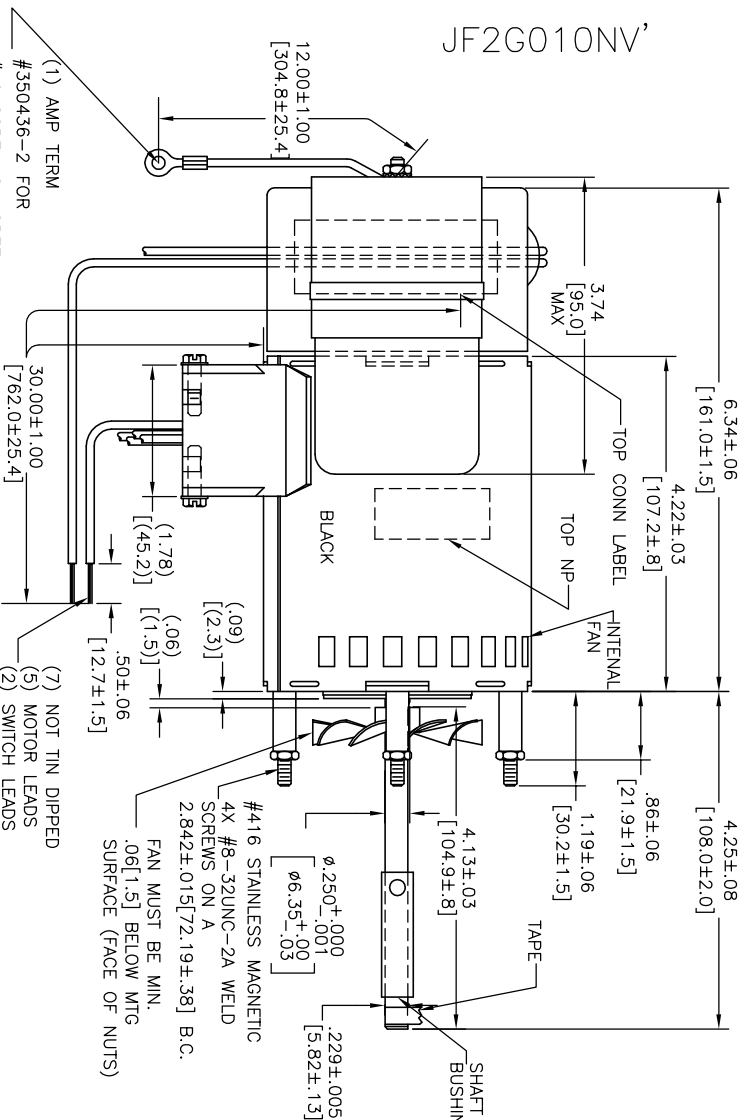 JF2G010NV'
6.34±.06
[161.0±1.5]
4.25±.08
[108.0±2.0]
4.22±.03
[107.2±.8]
3.74
[95.0]
MAX
.86±.06
[21.9±1.5]
1.19±.06
[30.2±1.5]
4.13±.03
[104.9±.8]
12.00±1.00
[304.8±25.4]
TOP CONN LABEL
TOP NP
INTENAL
FAN
TAPE
SHAFT
BLACK
(1) AMP TERM
#350436-2 FOR
30.00±1.00
[762.0±25.4]
(1.78)
[(45.2)]
.50±.06
[12.7±1.5]
(.09)
[(2.3)]
(.06)
[(1.5)]
(7) NOT TIN DIPPED
(5) MOTOR LEADS
(2) SWITCH LEADS
ø.250+.000
-.001
ø6.35+.00
-.03
.229±.005
[5.82±.13]
#416 STAINLESS MAGNETIC
4X #8-32UNC-2A WELD
SCREWS ON A
2.842±.015[72.19±.38] B.C.
FAN MUST BE MIN.
.06[1.5] BELOW MTG
SURFACE (FACE OF NUTS)